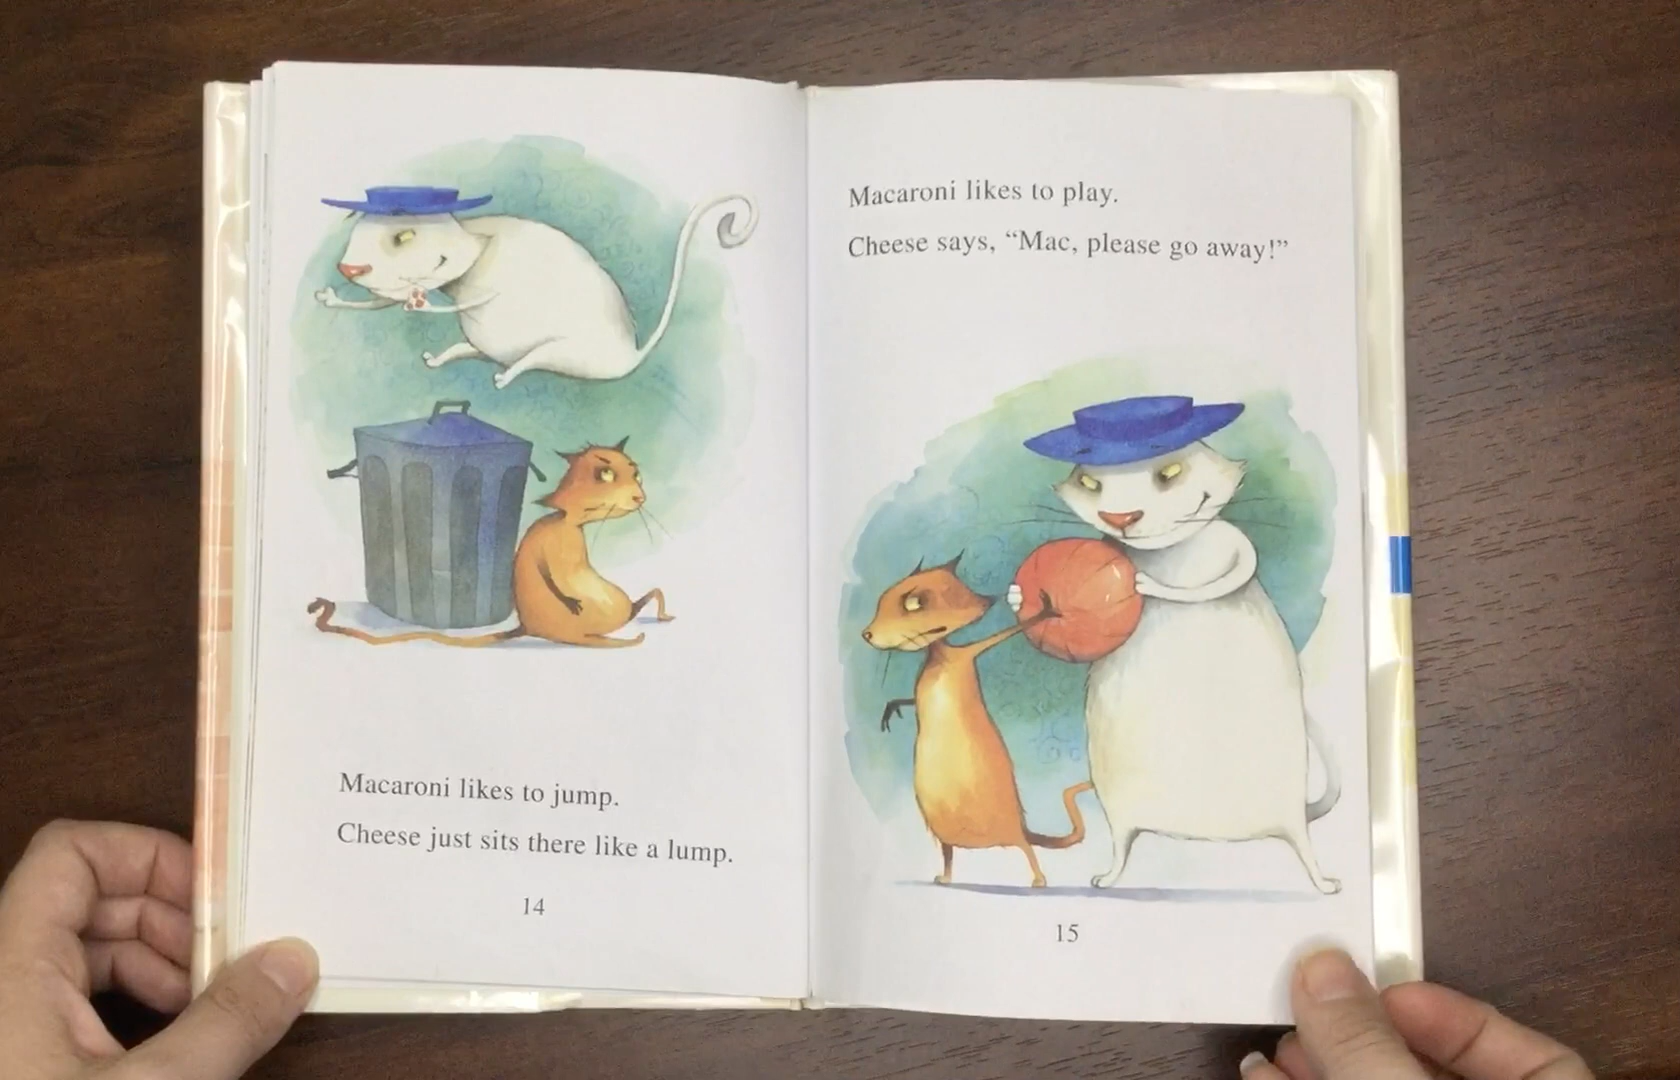 Macaroni likes to jump.
Cheese just sits there like a lump.
14
Macaroni likes to play.
Cheese says, “Mac, please go away!”
15